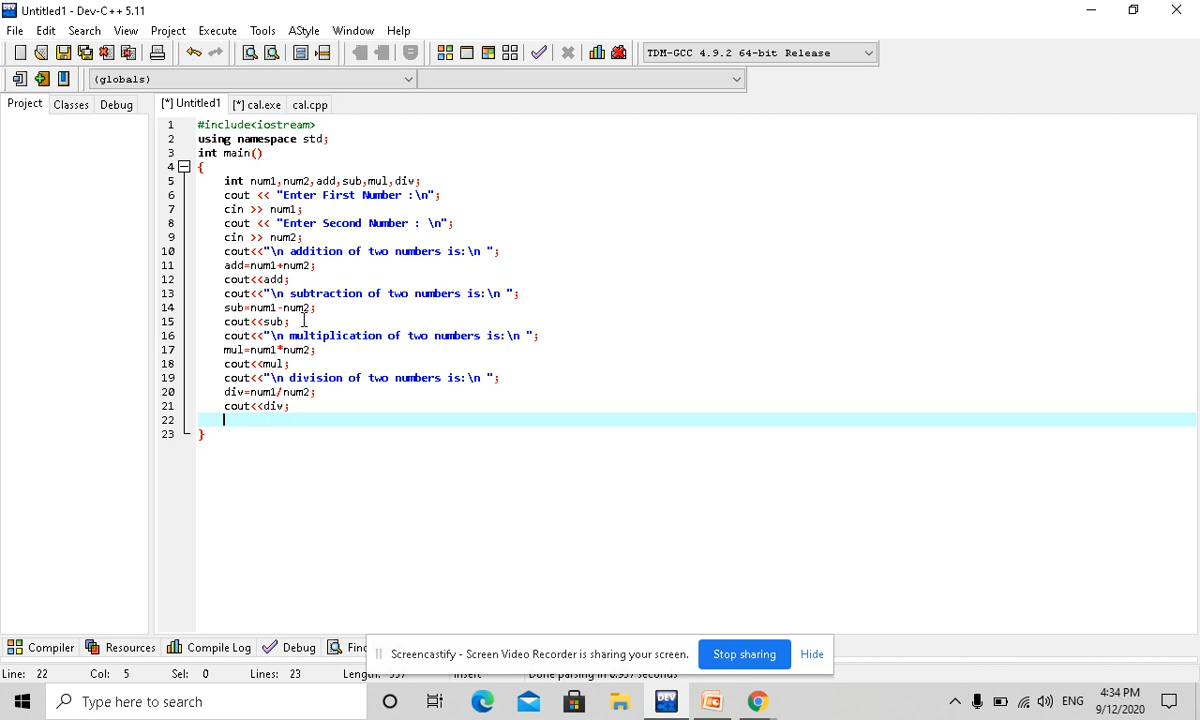 Untitled1 - Dev-C++ 5.11
File Edit Search View Project Execute Tools AStyle Window Help
TDM-GCC 4.9.2 64-bit Release
(globals)
Project Classes Debug [*] Untitled1 [*] cal.exe cal.cpp
1 #include<iostream>
2 using namespace std;
3 int main()
4 {
5 int num1,num2,add,sub,mul,div;
6 cout << "Enter First Number :\n";
7 cin >> num1;
8 cout << "Enter Second Number : \n";
9 cin >> num2;
10 cout<<"\n addition of two numbers is:\n ";
11 add=num1+num2;
12 cout<<add;
13 cout<<"\n subtraction of two numbers is:\n ";
14 sub=num1-num2;
15 cout<<sub;
16 cout<<"\n multiplication of two numbers is:\n ";
17 mul=num1*num2;
18 cout<<mul;
19 cout<<"\n division of two numbers is:\n ";
20 div=num1/num2;
21 cout<<div;
22
23 }
Compiler Resources Compile Log Debug Find
Screencastify - Screen Video Recorder is sharing your screen. Stop sharing Hide
Line: 22 Col: 5 Sel: 0 Lines: 23 Insert Done parsing in
Type here to search
ENG 4:34 PM
9/12/2020